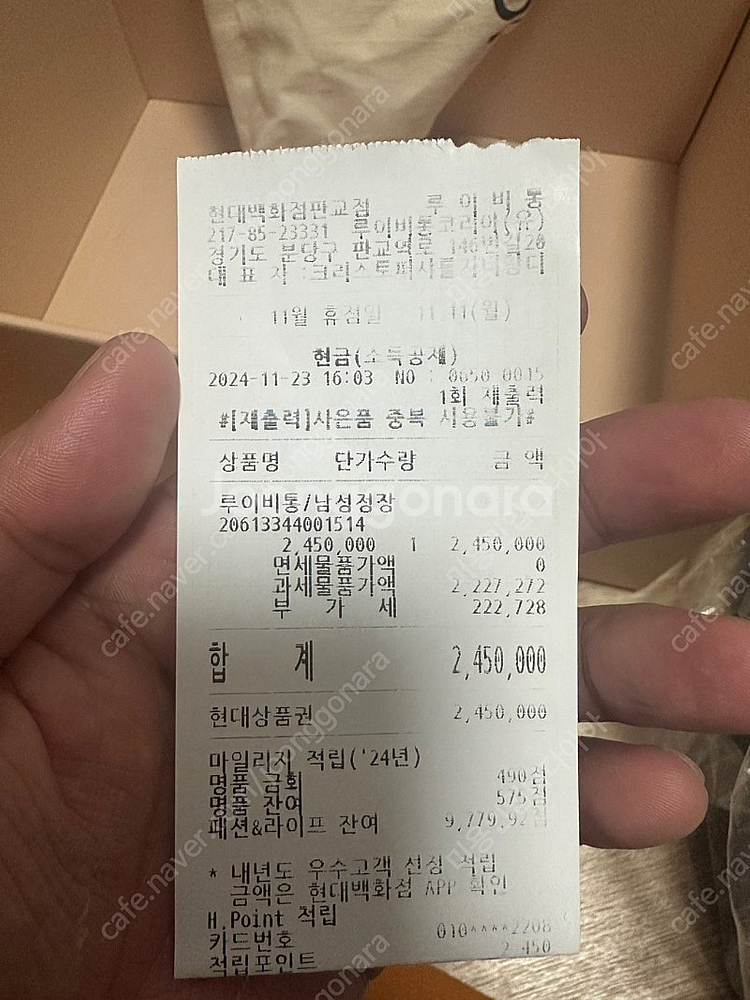 현대백화점판교점 루 이 비 통
217-85-23331 루이비통코리아(유)
경기도 분당구 판교역로 146번길20
대 표 자 :
11월 휴점일 11.11(월)
현금(소득공제)
2024-11-23 16:03 NO : 0650 0015
1회 재출력
#[재출력]사은품 중복 사용불가#
상품명 단가수량 금 액
루이비통/남성정장
20613344001514
2,450,000 1 2,450,000
면세물품가액 0
과세물품가액 2,227,272
부 가 세 222,728
합 계 2,450,000
현대상품권 2,450,000
마일리지 적립('24년)
명품 금회 490점
명품 잔여 575점
패션&라이프 잔여 9,779.92점
* 내년도 우수고객 선정 적립
금액은 현대백화점 APP 확인
H.Point 적립
카드번호 010****2208
적립포인트 2,450
Joonggonara
cafe.naver